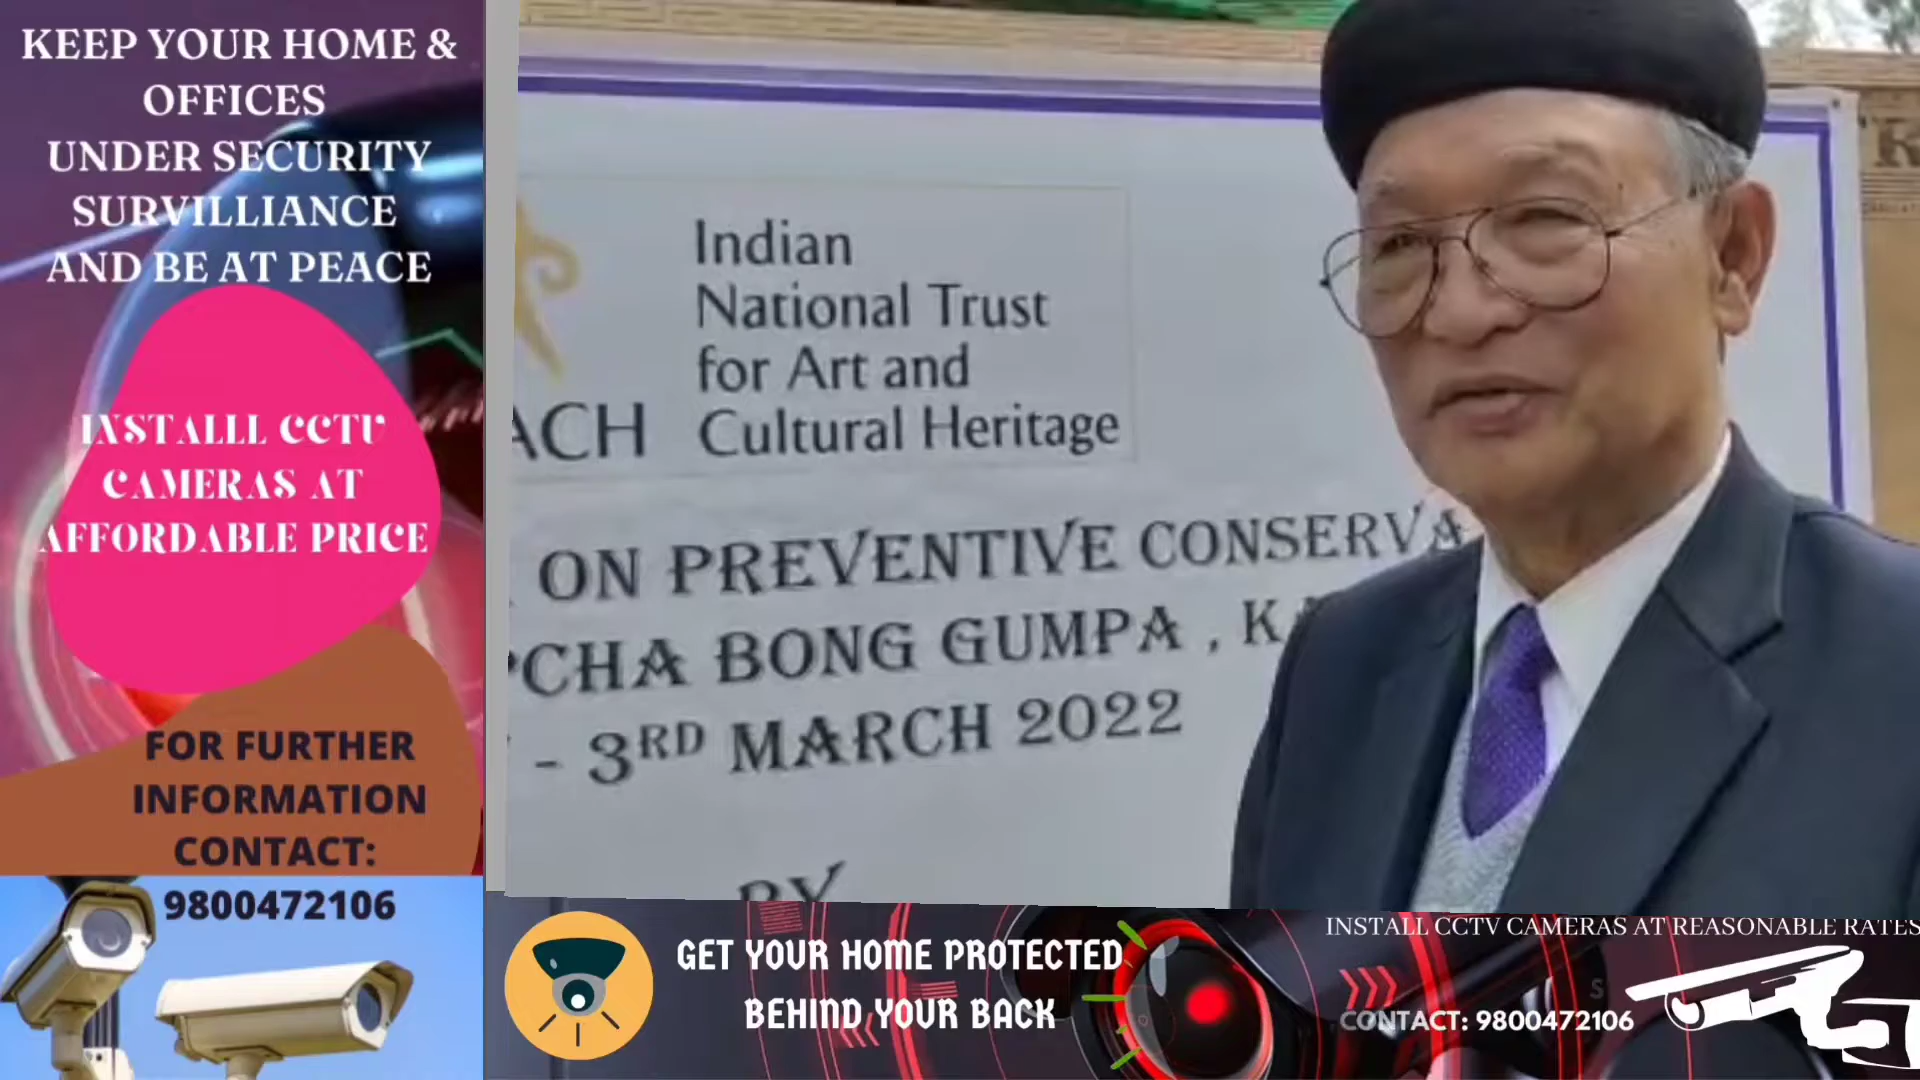 KEEP YOUR HOME &
OFFICES
UNDER SECURITY
SURVILLIANCE
AND BE AT PEACE
INSTALLL CCTV
CAMERAS AT
AFFORDABLE PRICE
FOR FURTHER
INFORMATION
CONTACT:
9800472106
Indian
National Trust
for Art and
Cultural Heritage
ACH
ON PREVENTIVE CONSERVA
CHA BONG GUMPA , KA
- 3RD MARCH 2022
BY
GET YOUR HOME PROTECTED
BEHIND YOUR BACK
INSTALL CCTV CAMERAS AT REASONABLE RATES
CONTACT: 9800472106